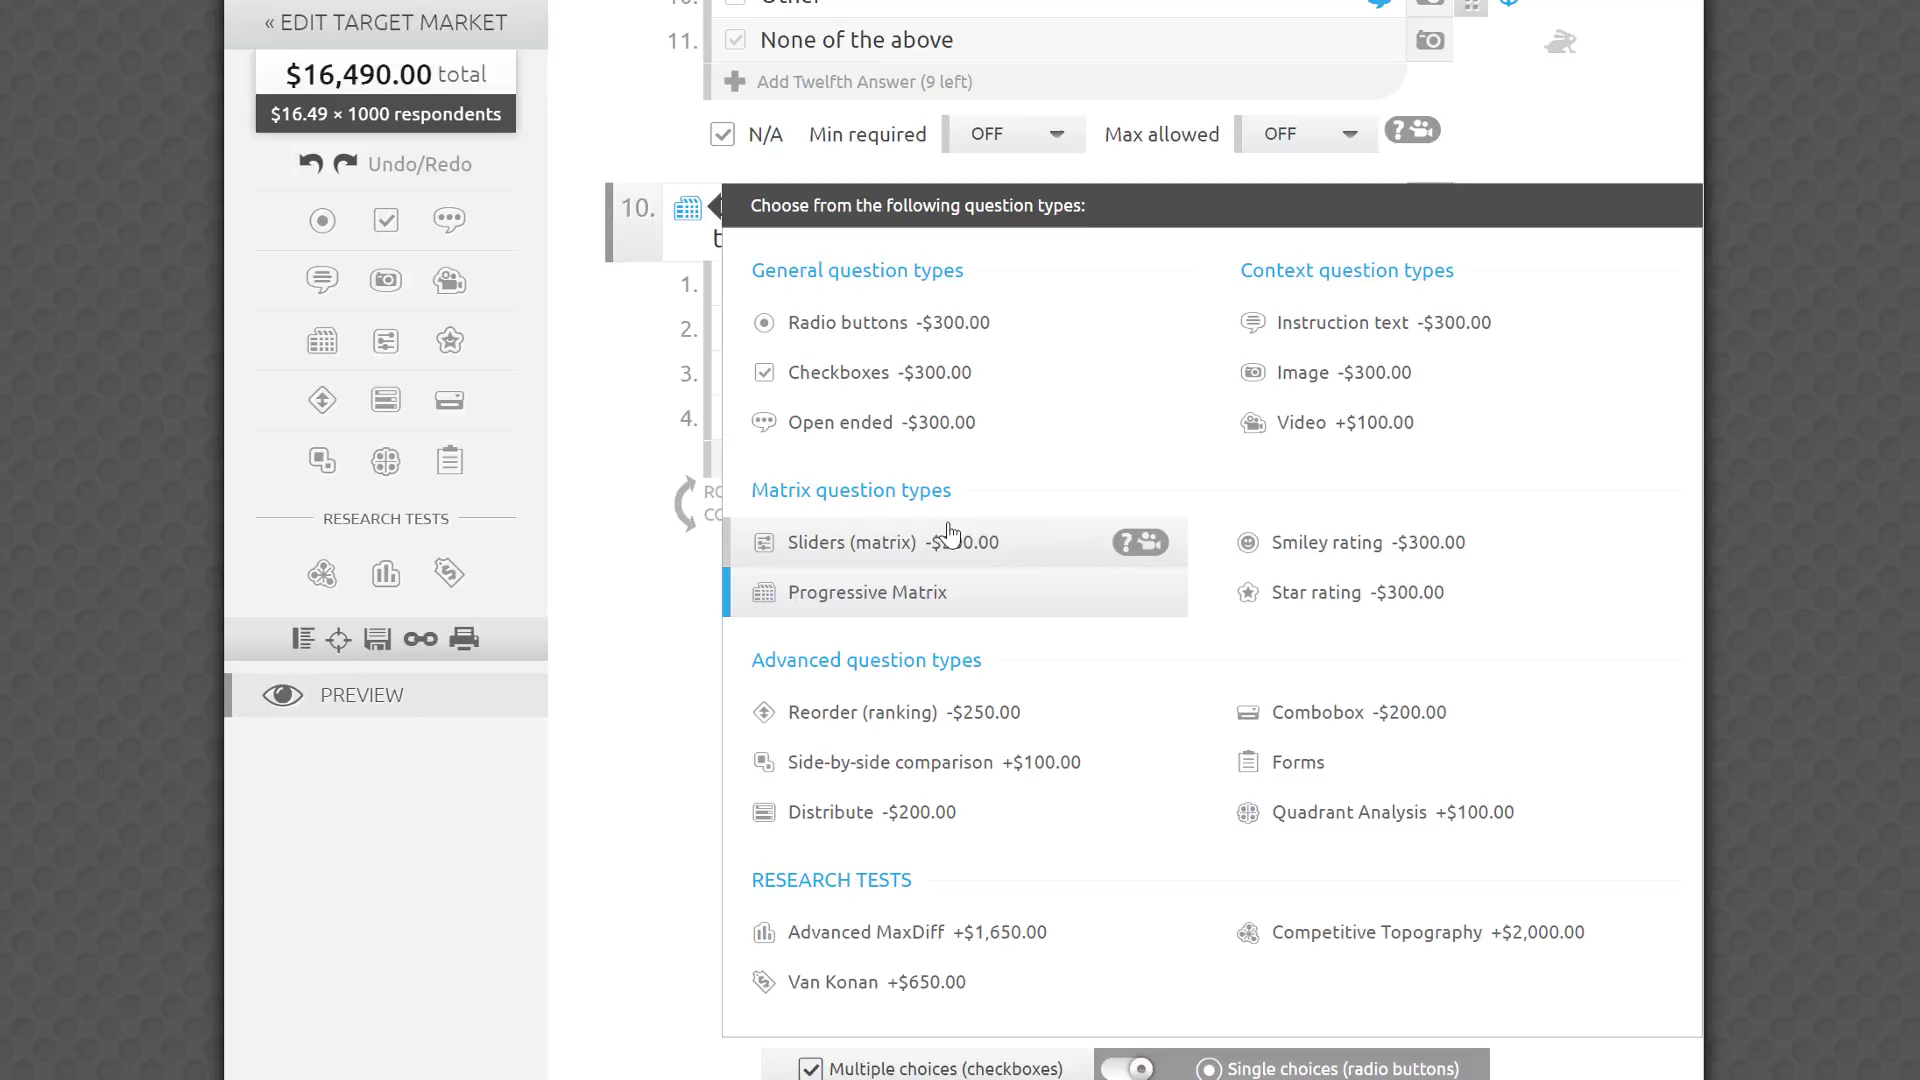 « EDIT TARGET MARKET
$16,490.00 total
$16.49 × 1000 respondents
Undo/Redo
RESEARCH TESTS
PREVIEW
10.
Other
11.
None of the above
Add Twelfth Answer (9 left)
N/A
Min required
OFF
Max allowed
OFF
10.
Choose from the following question types:
1.
2.
3.
4.
General question types
Radio buttons -$300.00
Checkboxes -$300.00
Open ended -$300.00
Context question types
Instruction text -$300.00
Image -$300.00
Video +$100.00
Matrix question types
Sliders (matrix)
Progressive Matrix
Smiley rating -$300.00
Star rating -$300.00
Advanced question types
Reorder (ranking) -$250.00
Side-by-side comparison +$100.00
Distribute -$200.00
Combobox -$200.00
Forms
Quadrant Analysis +$100.00
RESEARCH TESTS
Advanced MaxDiff +$1,650.00
Van Konan +$650.00
Competitive Topography +$2,000.00
Multiple choices (checkboxes)
Single choices (radio buttons)